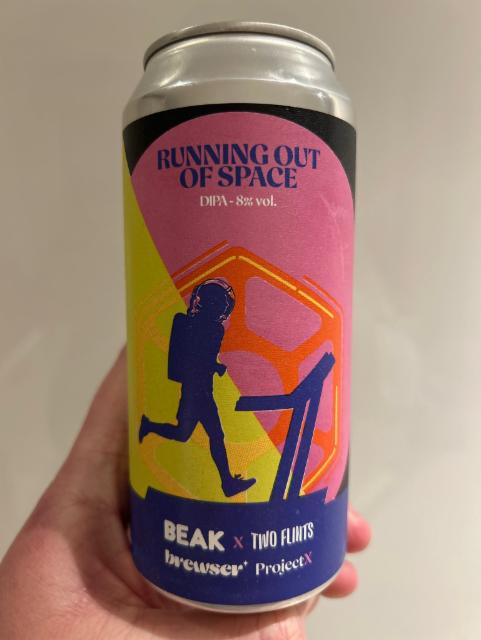 RUNNING OUT
OF SPACE
DIPA - 8% vol.
BEAK x TWO FLINTS
brewser+ ProjectX